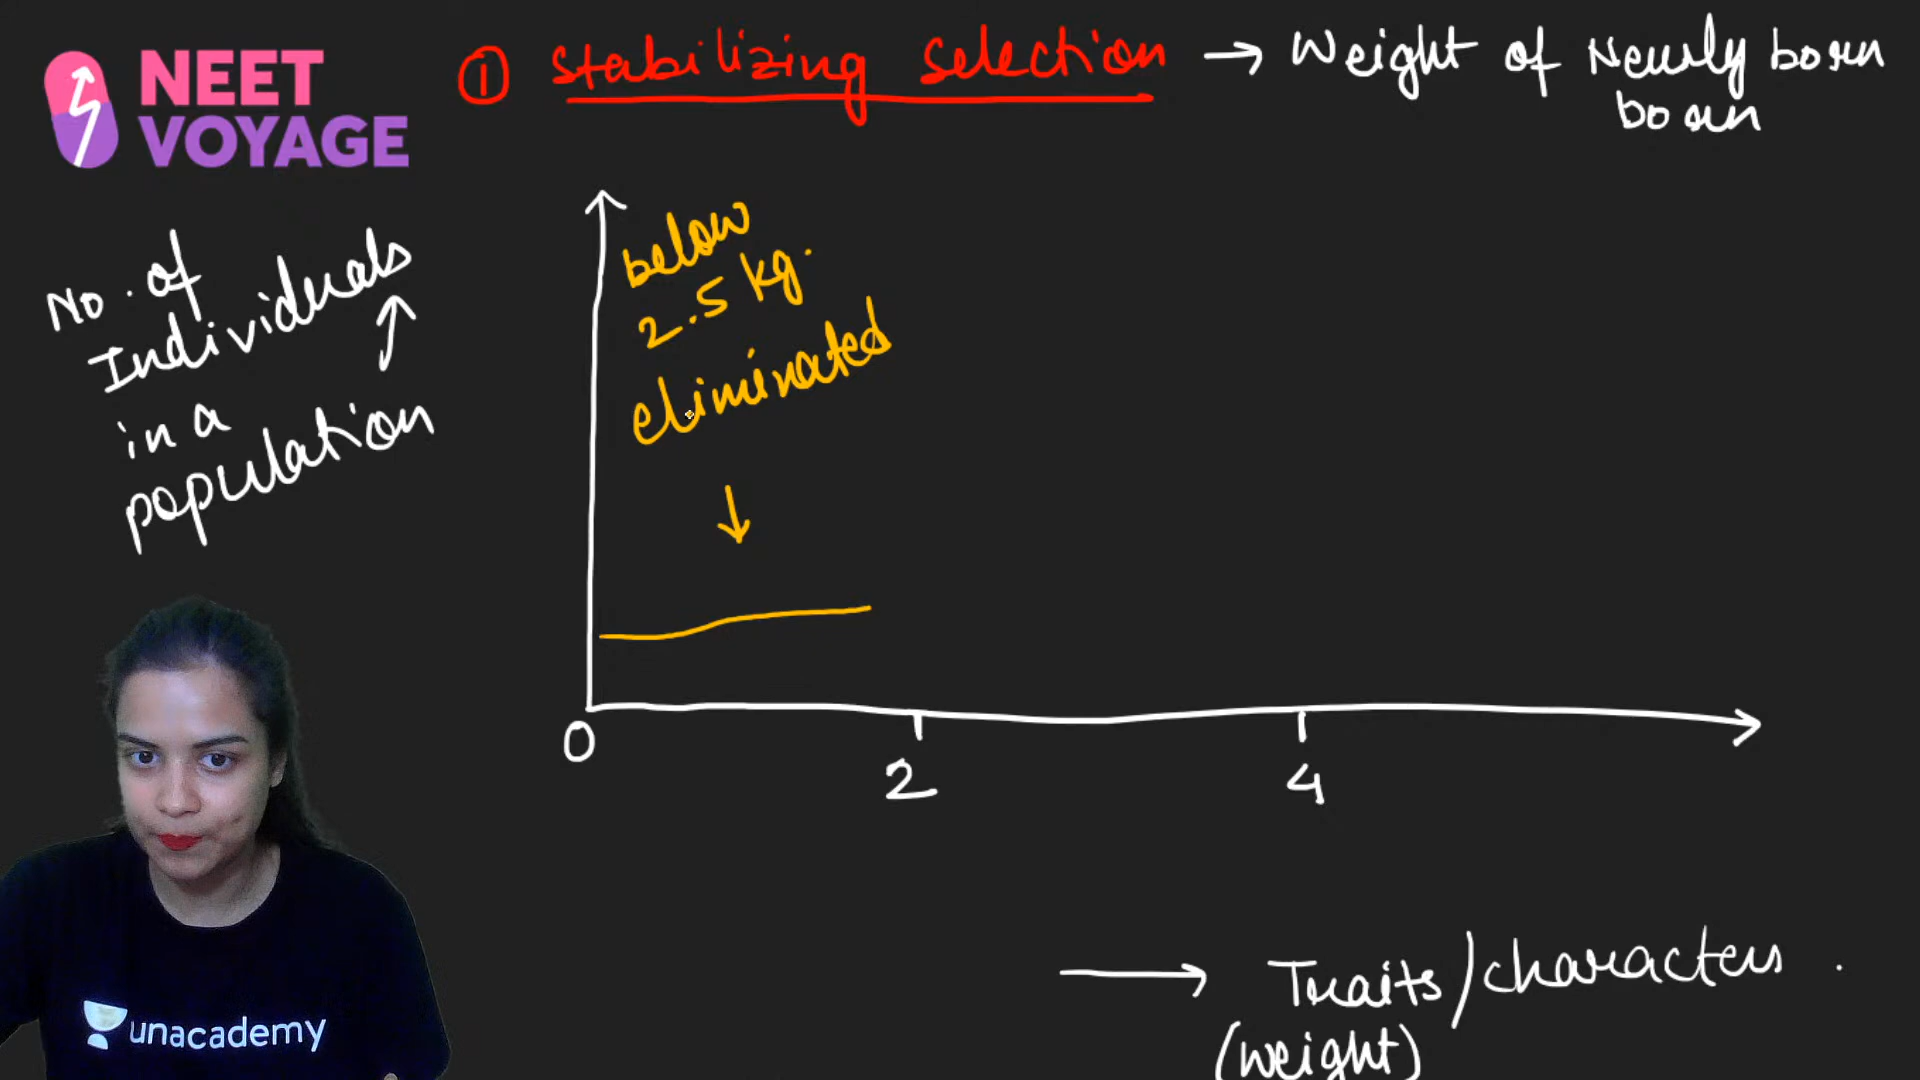 NEET
VOYAGE
① Stabilizing Selection → Weight of Newly born
born
No. of
Individuals
in a
population
below
2.5 kg.
eliminated
0
2
4
Traits/characters.
(weight)
unacademy